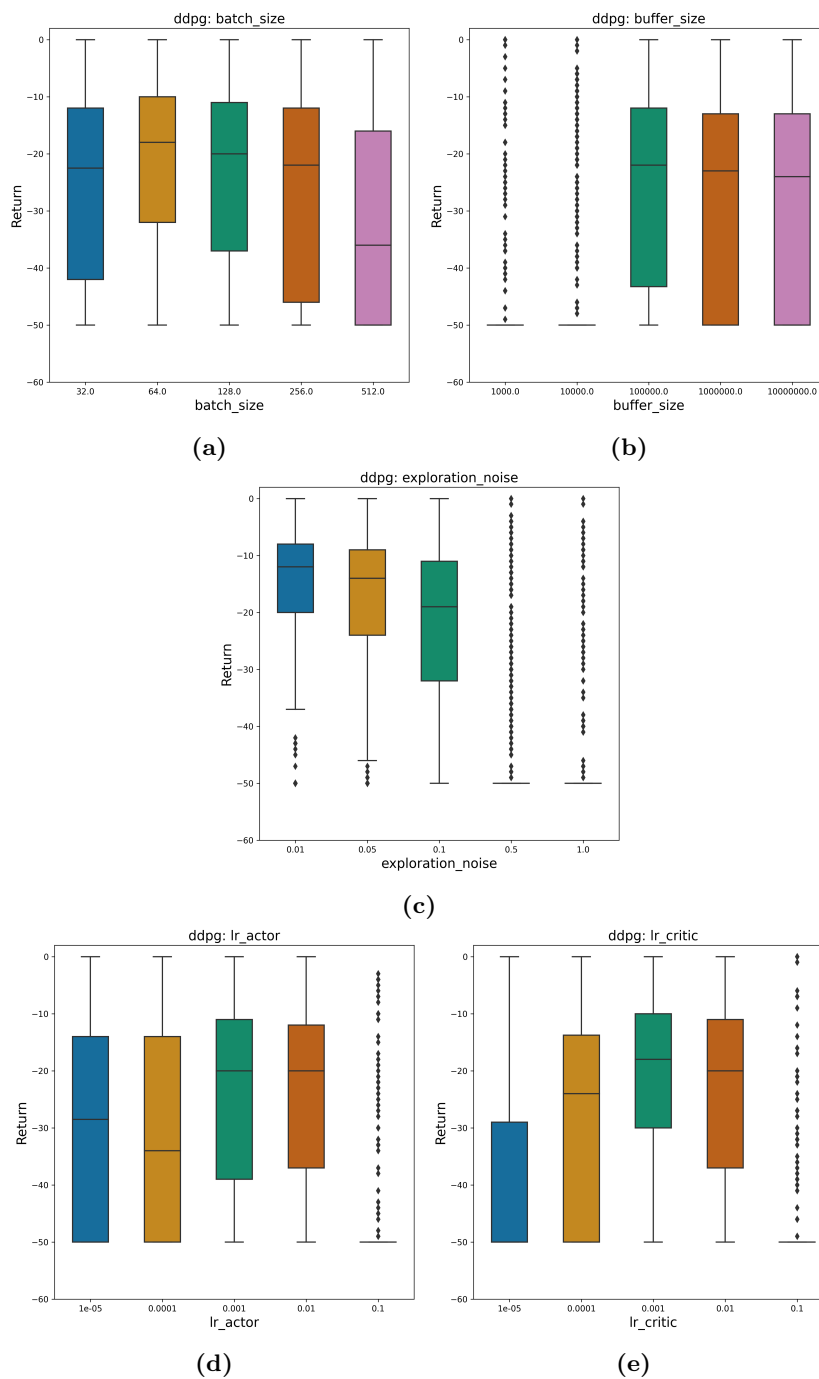 ddpg: batch_size
0
−10
−20
−30
−40
−50
−60
Return
32.0 64.0 128.0 256.0 512.0
batch_size
(a)
ddpg: buffer_size
0
−10
−20
−30
−40
−50
−60
Return
1000.0 10000.0 100000.0 1000000.0 10000000.0
buffer_size
(b)
ddpg: exploration_noise
0
−10
−20
−30
−40
−50
−60
Return
0.01 0.05 0.1 0.5 1.0
exploration_noise
(c)
ddpg: lr_actor
0
−10
−20
−30
−40
−50
−60
Return
1e-05 0.0001 0.001 0.01 0.1
lr_actor
(d)
ddpg: lr_critic
0
−10
−20
−30
−40
−50
−60
Return
1e-05 0.0001 0.001 0.01 0.1
lr_critic
(e)